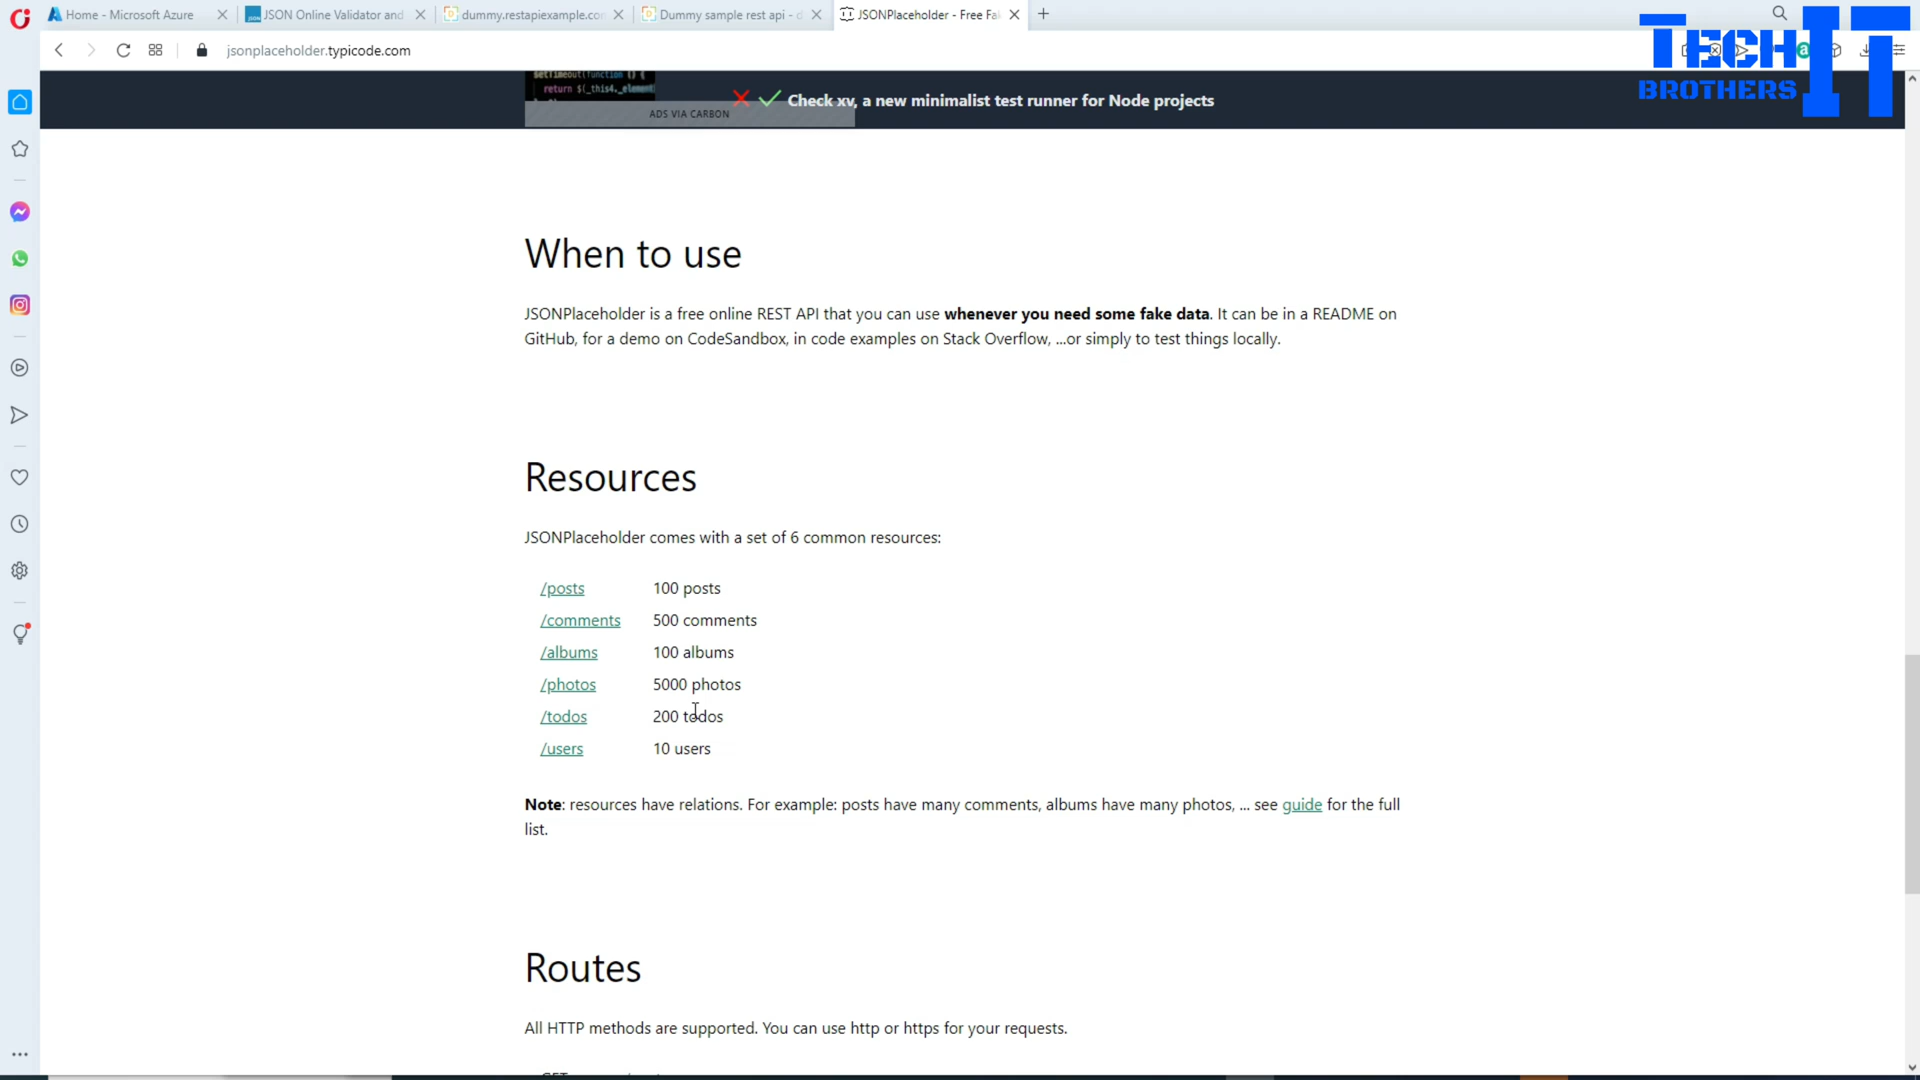 Home - Microsoft Azure
JSON Online Validator and
dummy.restapiexample.com
Dummy sample rest api - d
JSONPlaceholder - Free Fa
jsonplaceholder.typicode.com
TECH IT
BROTHERS
setTimeout(function () {
return $(_this4._element
ADS VIA CARBON
Check xv, a new minimalist test runner for Node projects
When to use
JSONPlaceholder is a free online REST API that you can use whenever you need some fake data. It can be in a README on
GitHub, for a demo on CodeSandbox, in code examples on Stack Overflow, ...or simply to test things locally.
Resources
JSONPlaceholder comes with a set of 6 common resources:
/posts 100 posts
/comments 500 comments
/albums 100 albums
/photos 5000 photos
/todos 200 todos
/users 10 users
Note: resources have relations. For example: posts have many comments, albums have many photos, ... see guide for the full
list.
Routes
All HTTP methods are supported. You can use http or https for your requests.